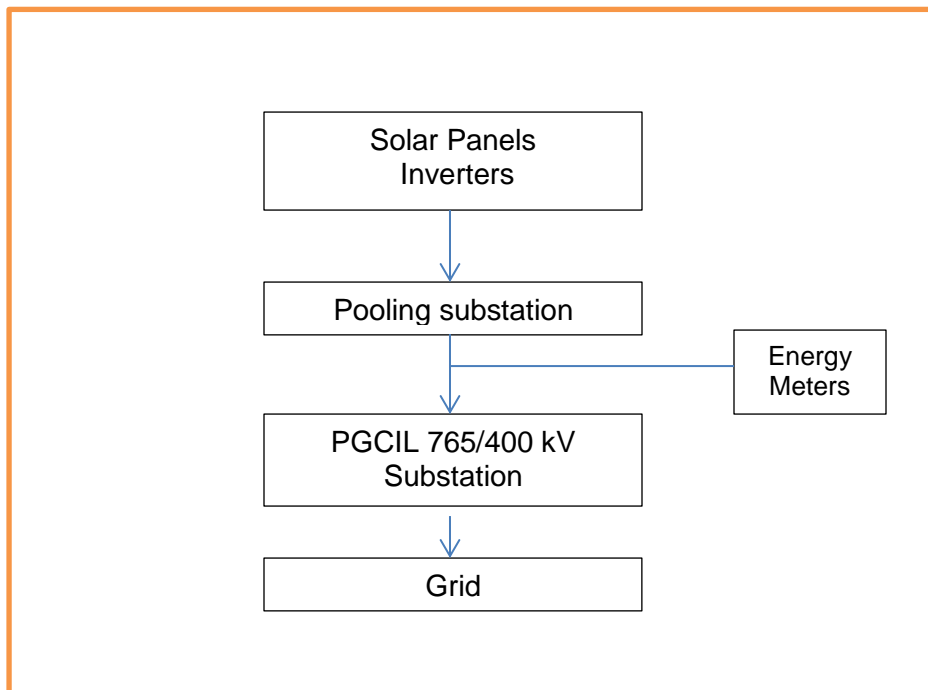 Solar Panels
Inverters
Pooling substation
Energy
Meters
PGCIL 765/400 kV
Substation
Grid